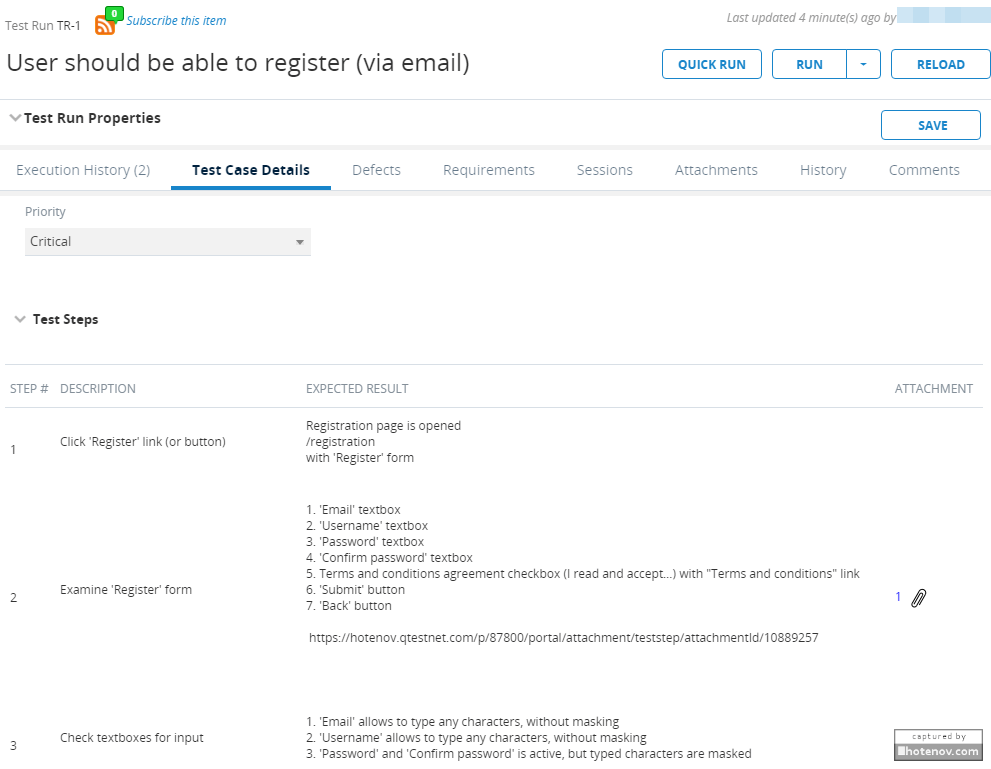 Test Run TR-1
0
Subscribe this item
Last updated 4 minute(s) ago by
User should be able to register (via email)
QUICK RUN
RUN
RELOAD
Test Run Properties
SAVE
Execution History (2)
Test Case Details
Defects
Requirements
Sessions
Attachments
History
Comments
Priority
Critical
Test Steps
STEP # DESCRIPTION EXPECTED RESULT ATTACHMENT
1
Click 'Register' link (or button)
Registration page is opened
/registration
with 'Register' form
2
Examine 'Register' form
1. 'Email' textbox
2. 'Username' textbox
3. 'Password' textbox
4. 'Confirm password' textbox
5. Terms and conditions agreement checkbox (I read and accept...) with "Terms and conditions" link
6. 'Submit' button
7. 'Back' button
https://hotenov.qtestnet.com/p/87800/portal/attachment/teststep/attachmentId/10889257
1
3
Check textboxes for input
1. 'Email' allows to type any characters, without masking
2. 'Username' allows to type any characters, without masking
3. 'Password' and 'Confirm password' is active, but typed characters are masked
captured by
hotenov.com